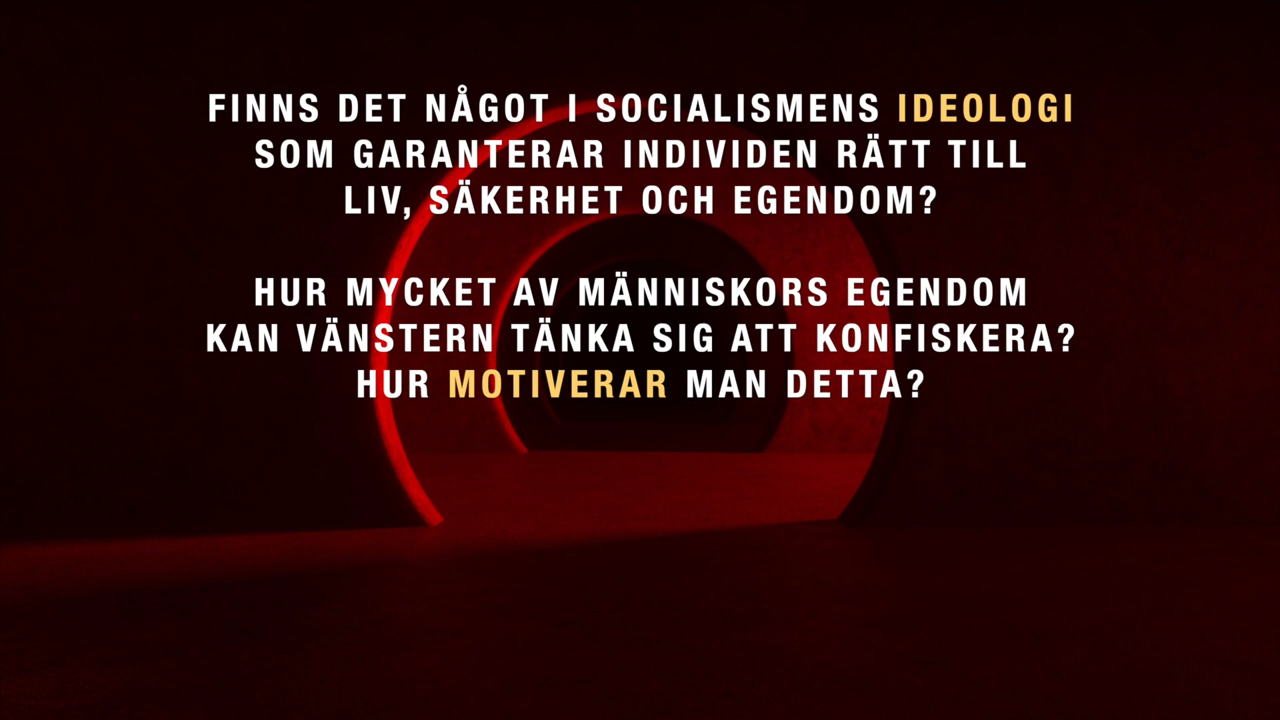 FINNS DET NÅGOT I SOCIALISMENS IDEOLOGI
SOM GARANTERAR INDIVIDEN RÄTT TILL
LIV, SÄKERHET OCH EGENDOM?
HUR MYCKET AV MÄNNISKORS EGENDOM
KAN VÄNSTERN TÄNKA SIG ATT KONFISKERA?
HUR MOTIVERAR MAN DETTA?